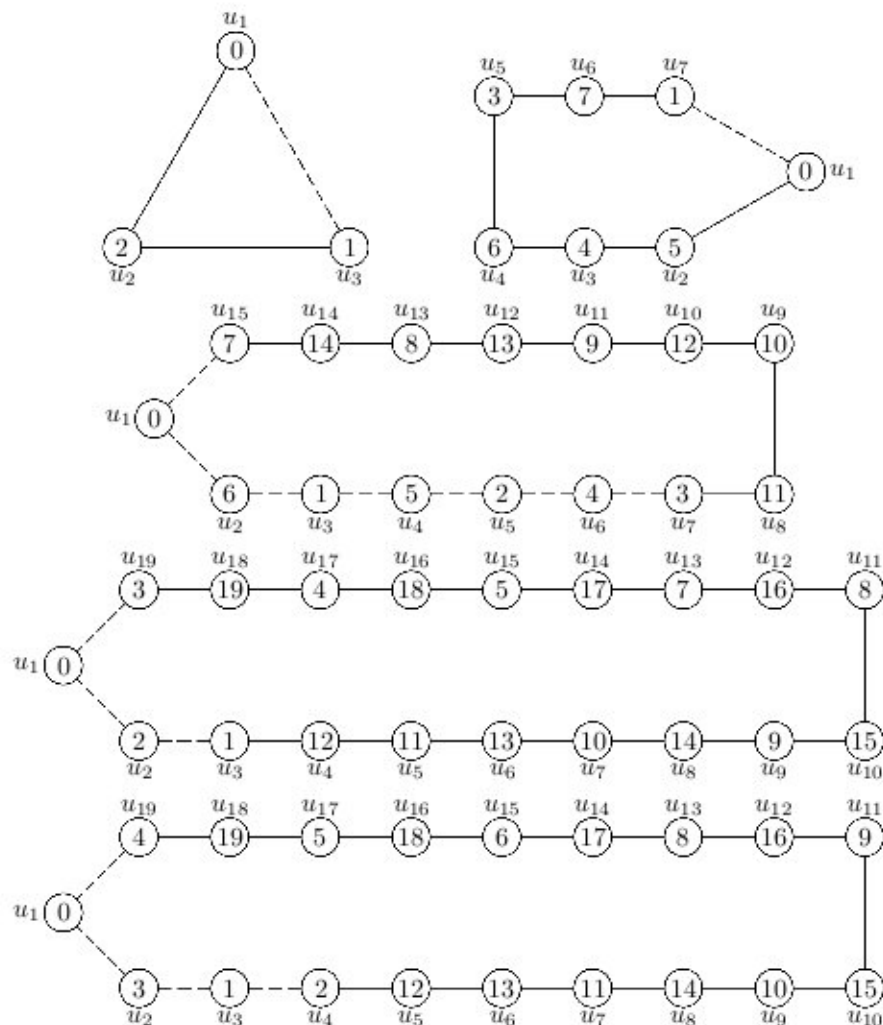 u₁
0
2
1
u₂
u₃
u₅ u₆ u₇
3 7 1
0 u₁
6 4 5
u₄ u₃ u₂
u₁₅ u₁₄ u₁₃ u₁₂ u₁₁ u₁₀ u₉
7 14 8 13 9 12 10
u₁ 0
6 1 5 2 4 3 11
u₂ u₃ u₄ u₅ u₆ u₇ u₈
u₁₉ u₁₈ u₁₇ u₁₆ u₁₅ u₁₄ u₁₃ u₁₂ u₁₁
3 19 4 18 5 17 7 16 8
u₁ 0
2 1 12 11 13 10 14 9 15
u₂ u₃ u₄ u₅ u₆ u₇ u₈ u₉ u₁₀
u₁₉ u₁₈ u₁₇ u₁₆ u₁₅ u₁₄ u₁₃ u₁₂ u₁₁
4 19 5 18 6 17 8 16 9
u₁ 0
3 1 2 12 13 11 14 10 15
u₂ u₃ u₄ u₅ u₆ u₇ u₈ u₉ u₁₀